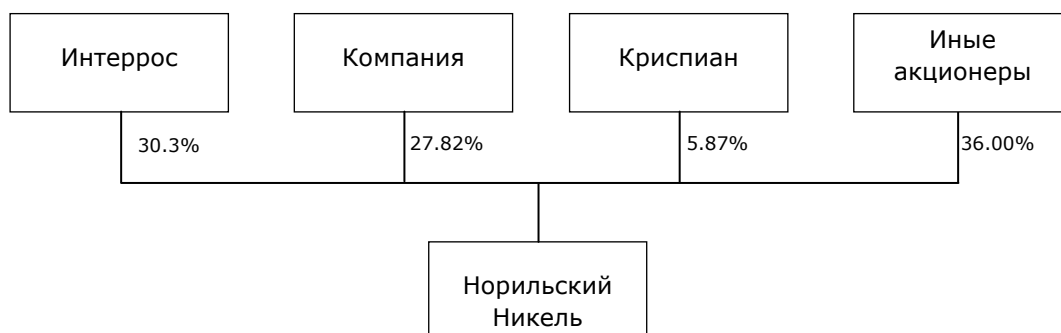 Интеррос
Компания
Криспиан
Иные
акционеры
30.3%
27.82%
5.87%
36.00%
Норильский
Никель